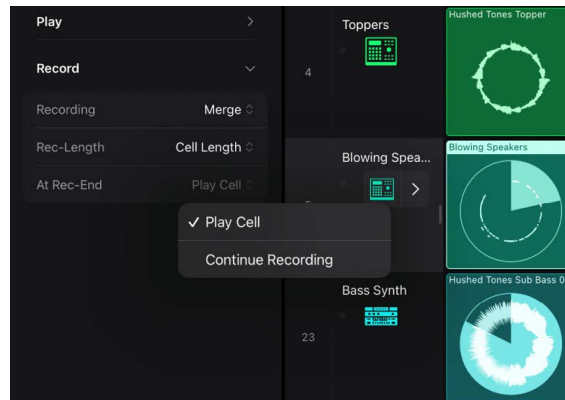 Play
Record
Recording
Merge
Rec-Length
Cell Length
At Rec-End
Play Cell
✓ Play Cell
Continue Recording
4
Toppers
Blowing Spea...
5
Bass Synth
23
Hushed Tones Topper
Blowing Speakers
Hushed Tones Sub Bass 0